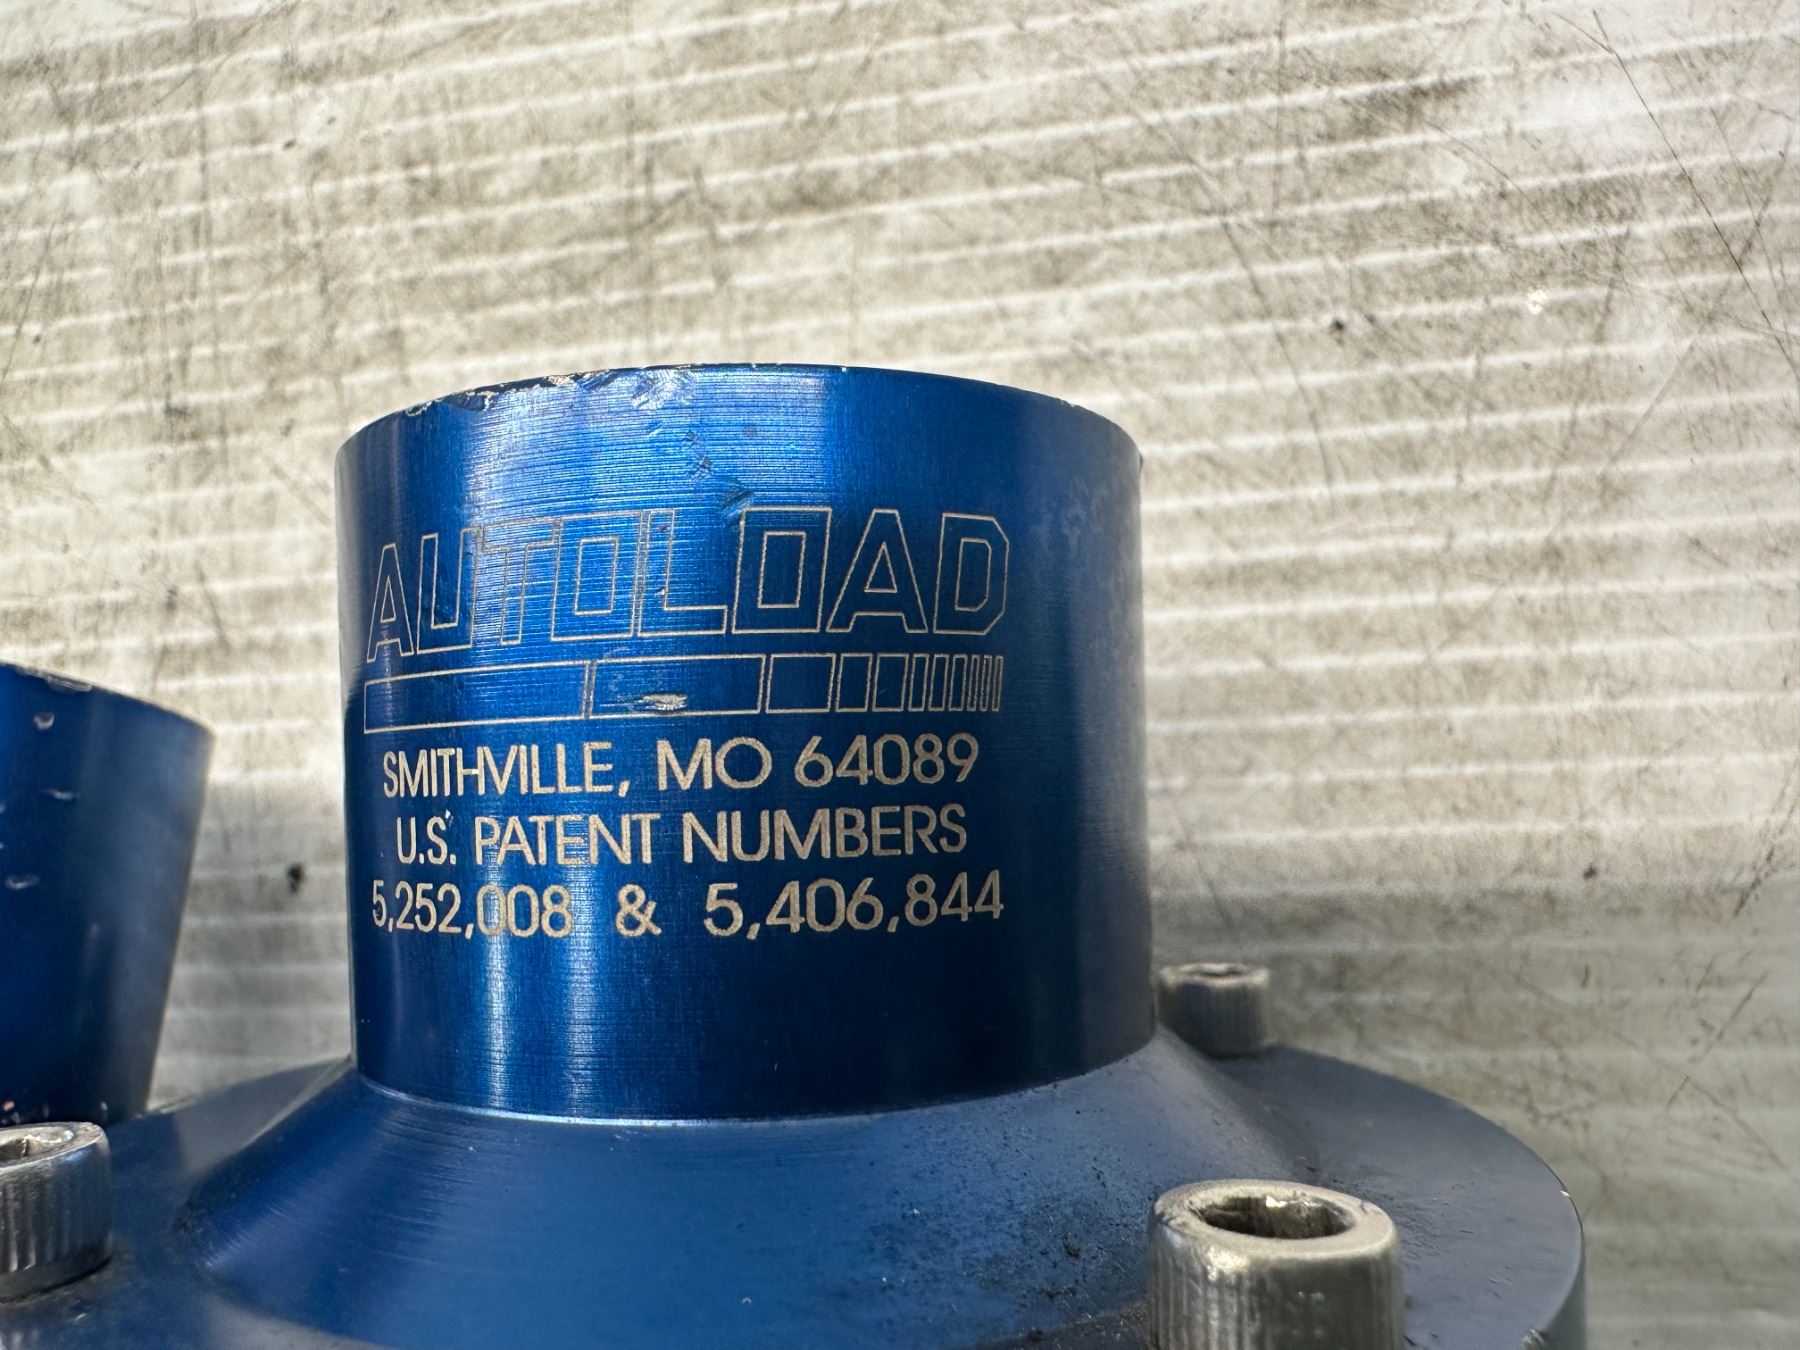 AUTOLOAD
SMITHVILLE, MO 64089
U.S. PATENT NUMBERS
5,252,008 & 5,406,844